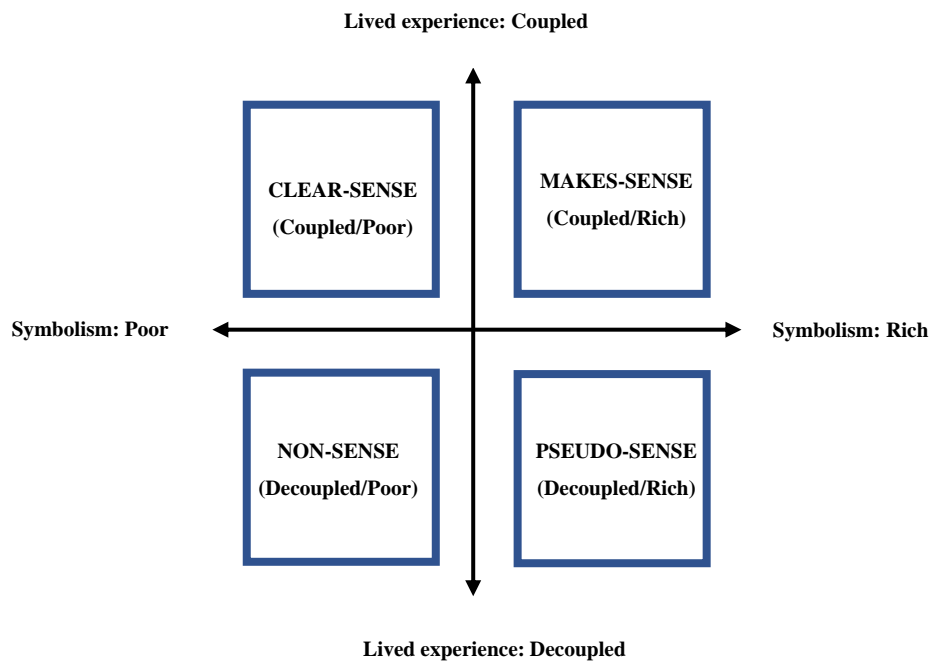 Lived experience: Coupled
CLEAR-SENSE
(Coupled/Poor)
MAKES-SENSE
(Coupled/Rich)
Symbolism: Poor
Symbolism: Rich
NON-SENSE
(Decoupled/Poor)
PSEUDO-SENSE
(Decoupled/Rich)
Lived experience: Decoupled